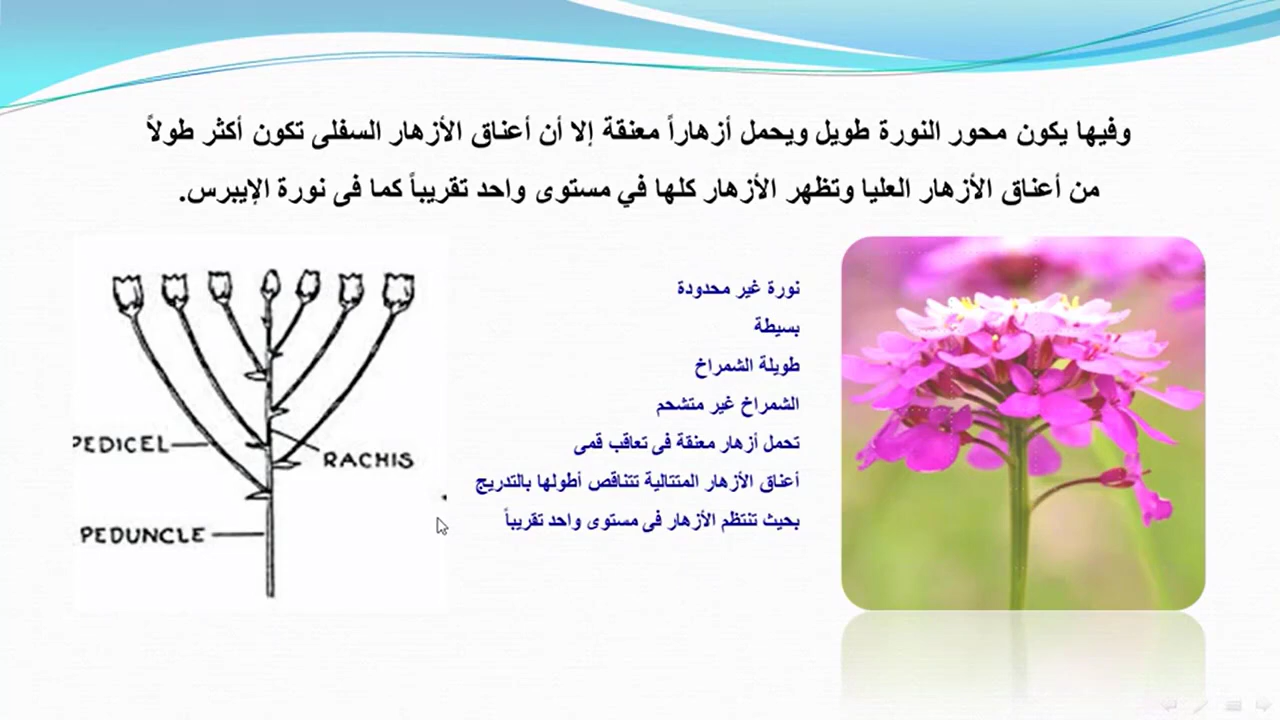 وفيها يكون محور النورة طويل ويحمل أزهاراً معنقة إلا أن أعناق الأزهار السفلى تكون أكثر طولاً
من أعناق الأزهار العليا وتظهر الأزهار كلها في مستوى واحد تقريباً كما فى نورة الإيبرس.
نورة غير محدودة
بسيطة
طويلة الشمراخ
الشمراخ غير متشحم
تحمل أزهار معنقة فى تعاقب قمى
أعناق الأزهار المتتالية تتناقص أطولها بالتدريج
بحيث تنتظم الأزهار فى مستوى واحد تقريباً
PEDICEL
RACHIS
PEDUNCLE